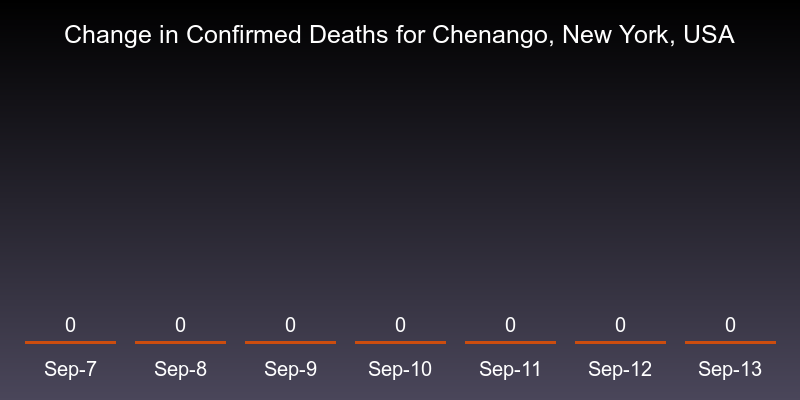 Change in Confirmed Deaths for Chenango, New York, USA
0 0 0 0 0 0 0
Sep-7 Sep-8 Sep-9 Sep-10 Sep-11 Sep-12 Sep-13